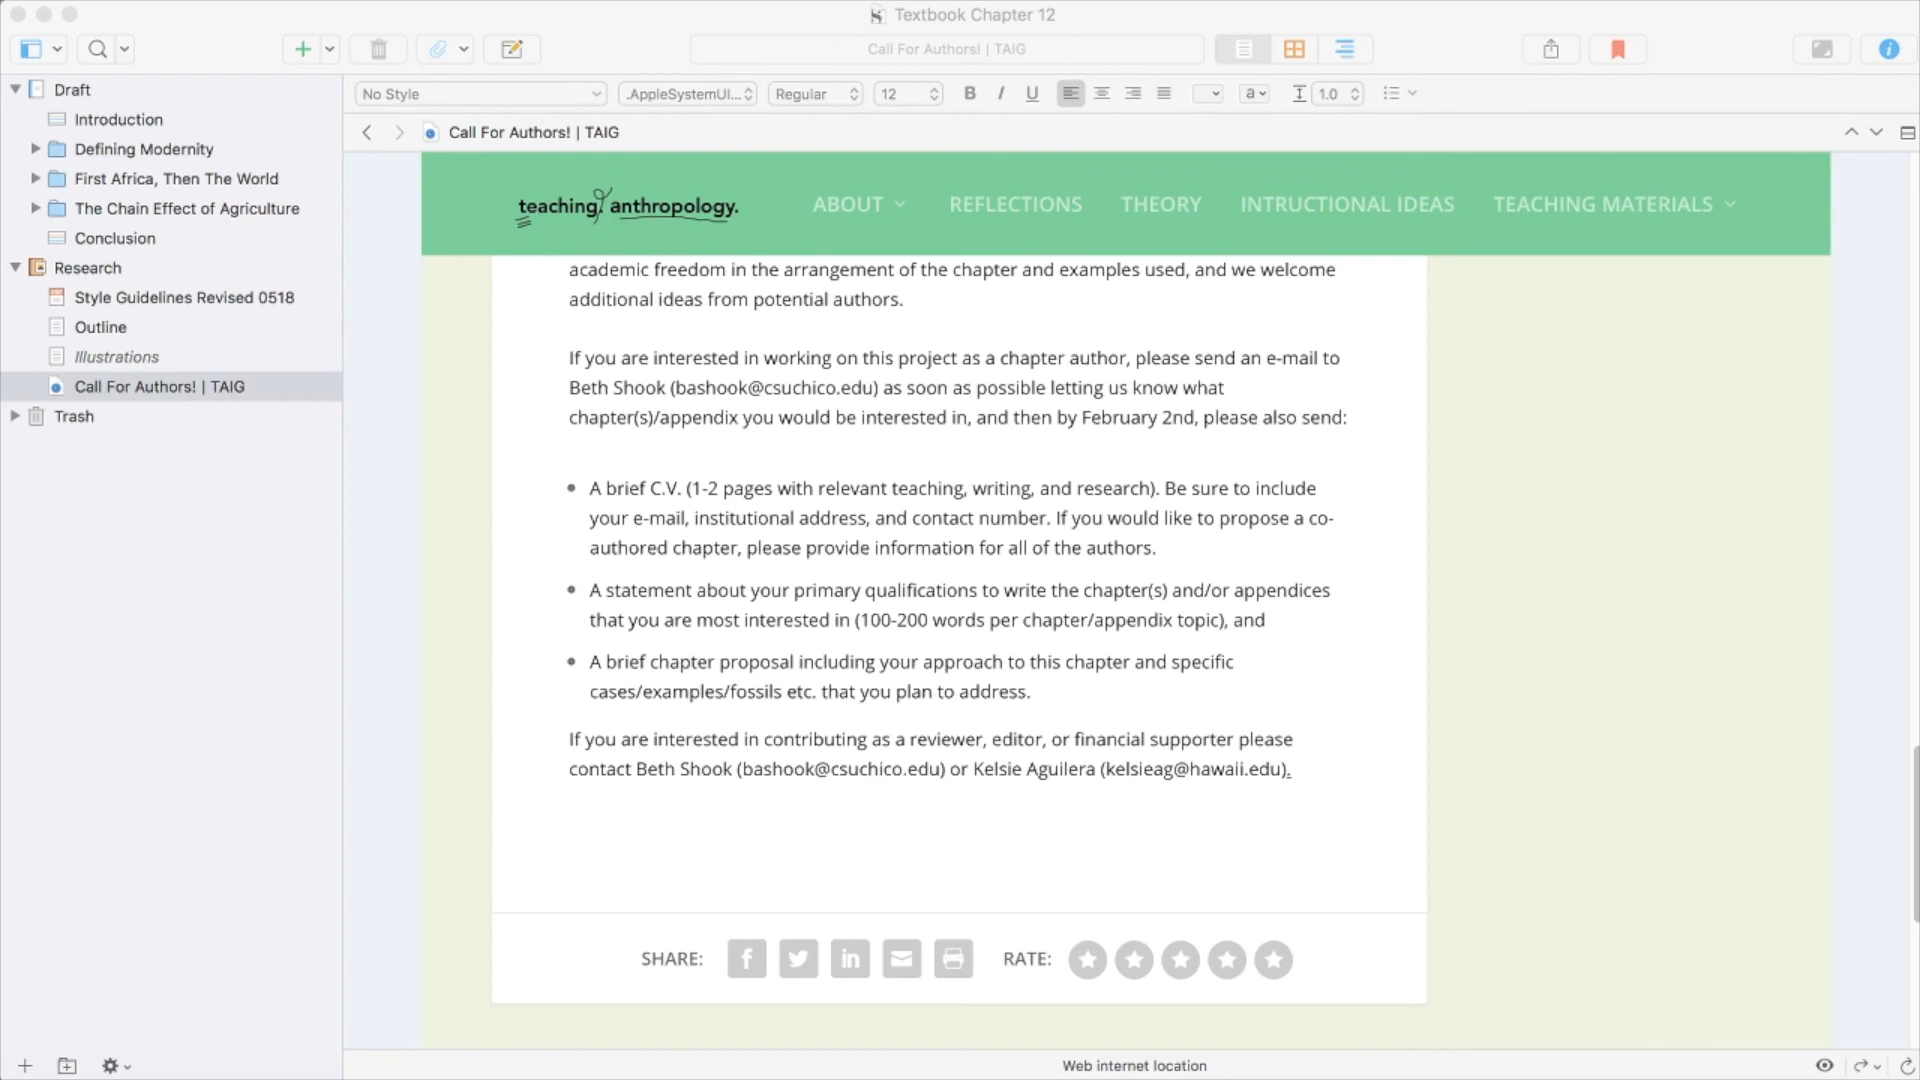 Textbook Chapter 12
Call For Authors! | TAIG
No Style
.AppleSystemUI...
Regular
12
B
I
U
a
1.0
Draft
Introduction
Defining Modernity
First Africa, Then The World
The Chain Effect of Agriculture
Conclusion
Research
Style Guidelines Revised 0518
Outline
Illustrations
Call For Authors! | TAIG
Trash
Call For Authors! | TAIG
teaching anthropology.
ABOUT
REFLECTIONS
THEORY
INTRUCTIONAL IDEAS
TEACHING MATERIALS
academic freedom in the arrangement of the chapter and examples used, and we welcome
additional ideas from potential authors.
If you are interested in working on this project as a chapter author, please send an e-mail to
Beth Shook (bashook@csuchico.edu) as soon as possible letting us know what
chapter(s)/appendix you would be interested in, and then by February 2nd, please also send:
A brief C.V. (1-2 pages with relevant teaching, writing, and research). Be sure to include
your e-mail, institutional address, and contact number. If you would like to propose a co-
authored chapter, please provide information for all of the authors.
A statement about your primary qualifications to write the chapter(s) and/or appendices
that you are most interested in (100-200 words per chapter/appendix topic), and
A brief chapter proposal including your approach to this chapter and specific
cases/examples/fossils etc. that you plan to address.
If you are interested in contributing as a reviewer, editor, or financial supporter please
contact Beth Shook (bashook@csuchico.edu) or Kelsie Aguilera (kelsieag@hawaii.edu).
SHARE:
RATE:
Web internet location